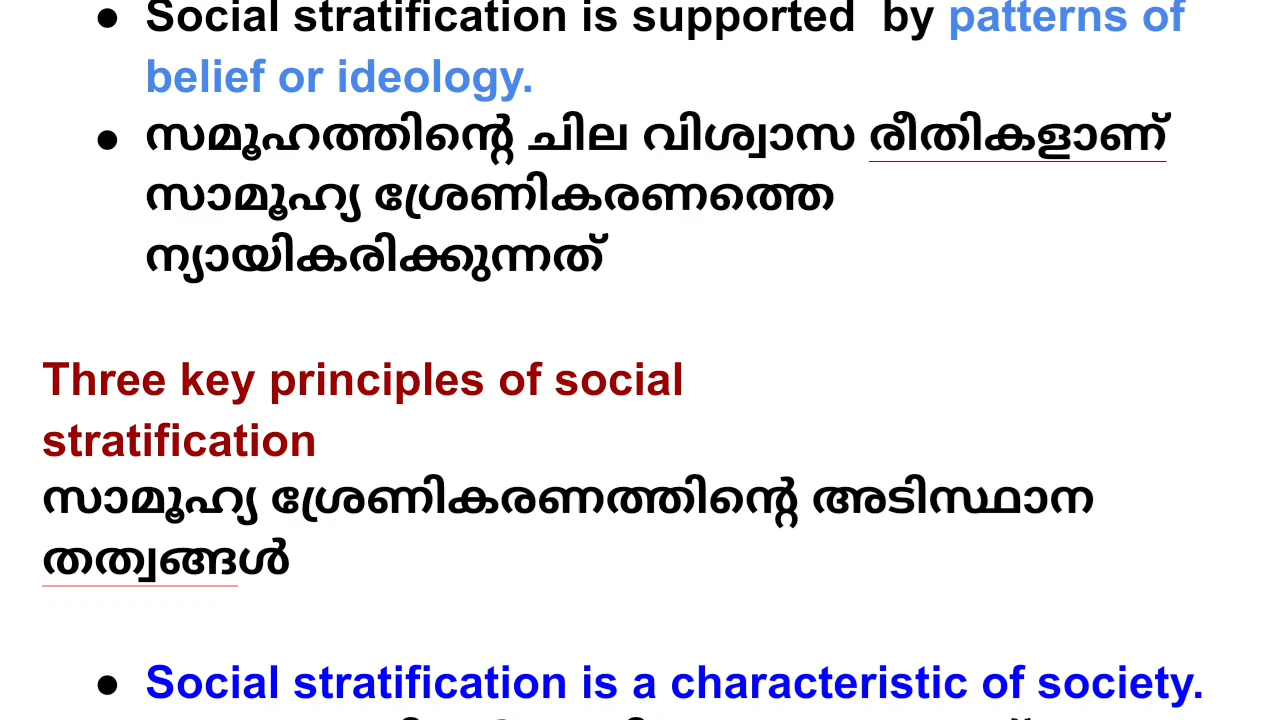 ● Social stratification is supported  by patterns of
belief or ideology.
● സമൂഹത്തിന്റെ ചില വിശ്വാസ രീതികളാണ്
സാമൂഹ്യ ശ്രേണികരണത്തെ
ന്യായികരിക്കുന്നത്
Three key principles of social
stratification
സാമൂഹ്യ ശ്രേണികരണത്തിന്റെ അടിസ്ഥാന
തത്വങ്ങൾ
● Social stratification is a characteristic of society.